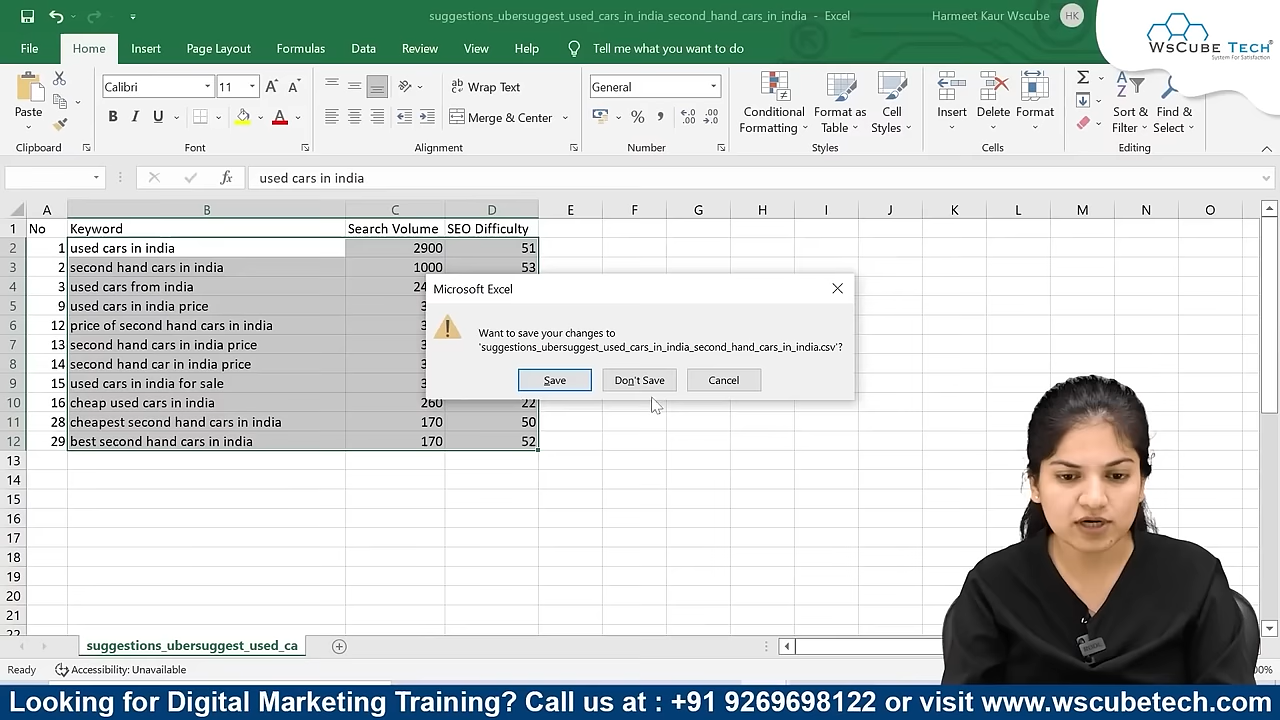 suggestions_ubersuggest_used_cars_in_india_second_hand_cars_in_india - Excel
Harmeet Kaur Wscube
HK
WsCube Tech
System For Satisfaction
File Home Insert Page Layout Formulas Data Review View Help Tell me what you want to do
Paste
Calibri 11
B I U
Wrap Text
Merge & Center
General
Conditional Formatting
Format as Table
Cell Styles
Insert Delete Format
Sort & Filter
Find & Select
Clipboard Font Alignment Number Styles Cells Editing
fx used cars in india
A B C D E F G H I J K L M N O
1 No Keyword Search Volume SEO Difficulty
2 1 used cars in india 2900 51
3 2 second hand cars in india 1000 53
4 3 used cars from india
5 9 used cars in india price
6 12 price of second hand cars in india
7 13 second hand cars in india price
8 14 second hand car in india price
9 15 used cars in india for sale
10 16 cheap used cars in india 260 22
11 28 cheapest second hand cars in india 170 50
12 29 best second hand cars in india 170 52
13
14
15
16
17
18
19
20
21
22
Microsoft Excel
Want to save your changes to
'suggestions_ubersuggest_used_cars_in_india_second_hand_cars_in_india.csv'?
Save Don't Save Cancel
suggestions_ubersuggest_used_ca
Ready Accessibility: Unavailable
Looking for Digital Marketing Training? Call us at : +91 9269698122 or visit www.wscubetech.com